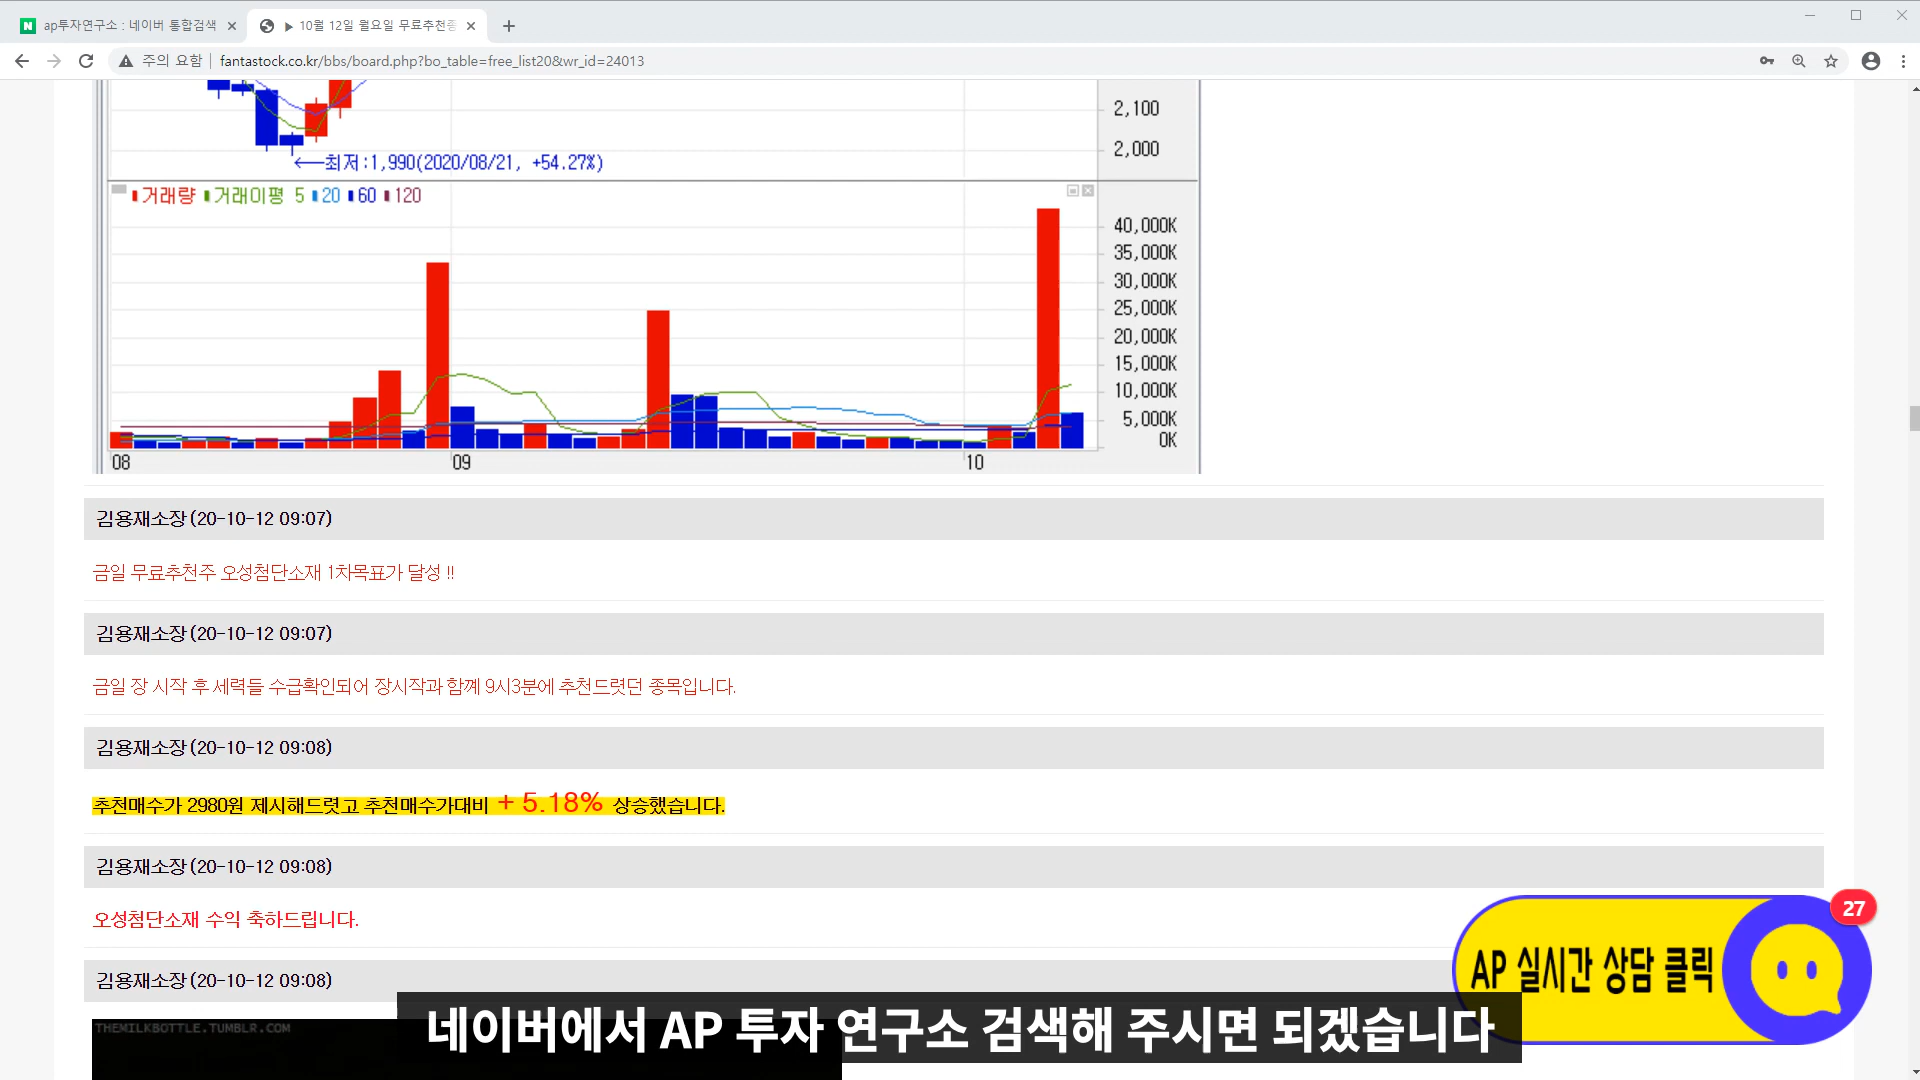 ap투자연구소 : 네이버 통합검색
▶ 10월 12일 월요일 무료추천종
주의 요함 | fantastock.co.kr/bbs/board.php?bo_table=free_list20&wr_id=24013
2,100
2,000
최저:1,990(2020/08/21, +54.27%)
거래량 거래이평 5 20 60 120
40,000K
35,000K
30,000K
25,000K
20,000K
15,000K
10,000K
5,000K
0K
08 09 10
김용재소장 (20-10-12 09:07)
금일 무료추천주 오성첨단소재 1차목표가 달성 !!
김용재소장 (20-10-12 09:07)
금일 장 시작 후 세력들 수급확인되어 장시작과 함께 9시3분에 추천드렷던 종목입니다.
김용재소장 (20-10-12 09:08)
추천매수가 2980원 제시해드렷고 추천매수가대비 + 5.18% 상승했습니다.
김용재소장 (20-10-12 09:08)
오성첨단소재 수익 축하드립니다.
27
AP 실시간 상담 클릭
김용재소장 (20-10-12 09:08)
THEMILKBOTTLE.TUMBLR.COM
네이버에서 AP 투자 연구소 검색해 주시면 되겠습니다